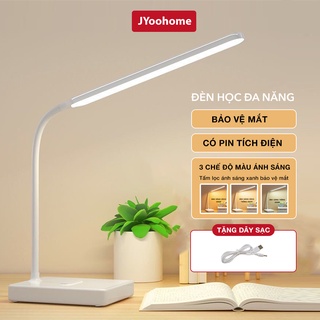 JYoohome
ĐÈN HỌC ĐA NĂNG
BẢO VỆ MẮT
CÓ PIN TÍCH ĐIỆN
3 CHẾ ĐỘ MÀU ÁNH SÁNG
Tấm lọc ánh sáng xanh bảo vệ mắt
TẶNG DÂY SẠC